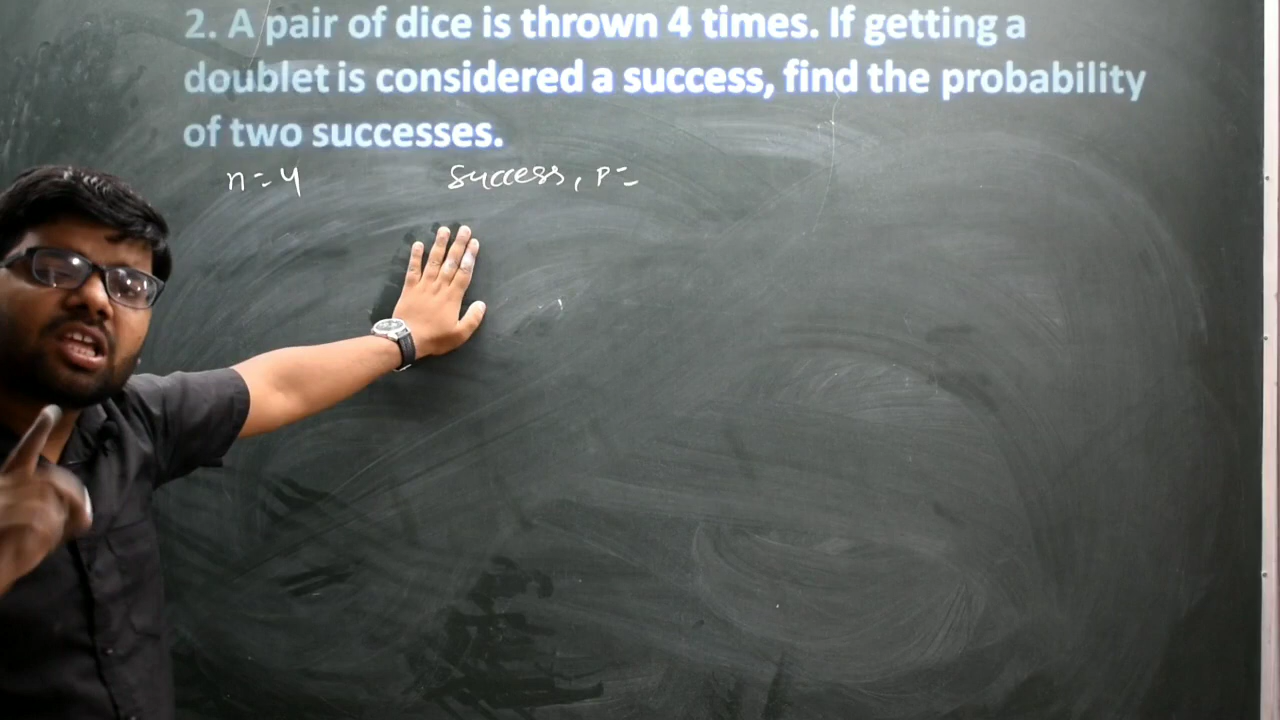 2. A pair of dice is thrown 4 times. If getting a
doublet is considered a success, find the probability
of two successes.
n = 4 success, p =